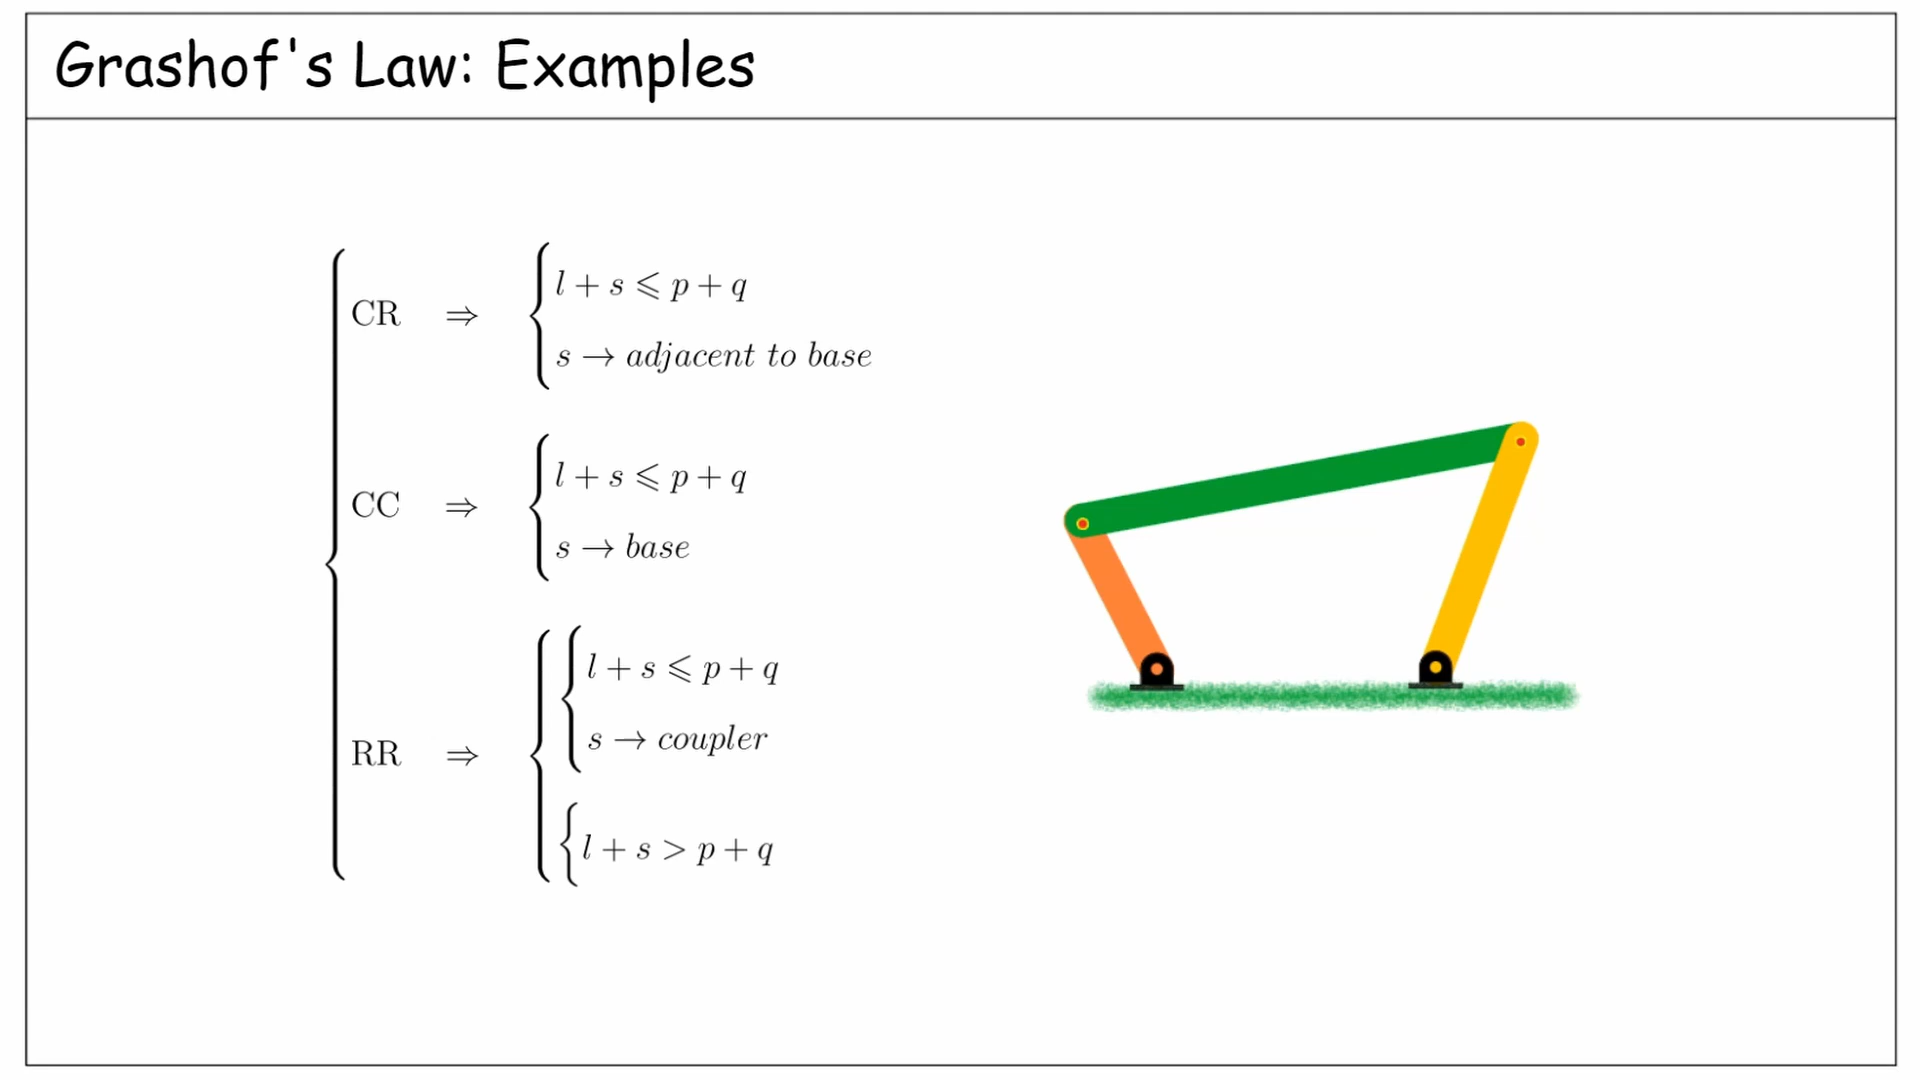 Grashof's Law: Examples
CR ⇒ l + s ⩽ p + q
s → adjacent to base
CC ⇒ l + s ⩽ p + q
s → base
RR ⇒ l + s ⩽ p + q
s → coupler
l + s > p + q